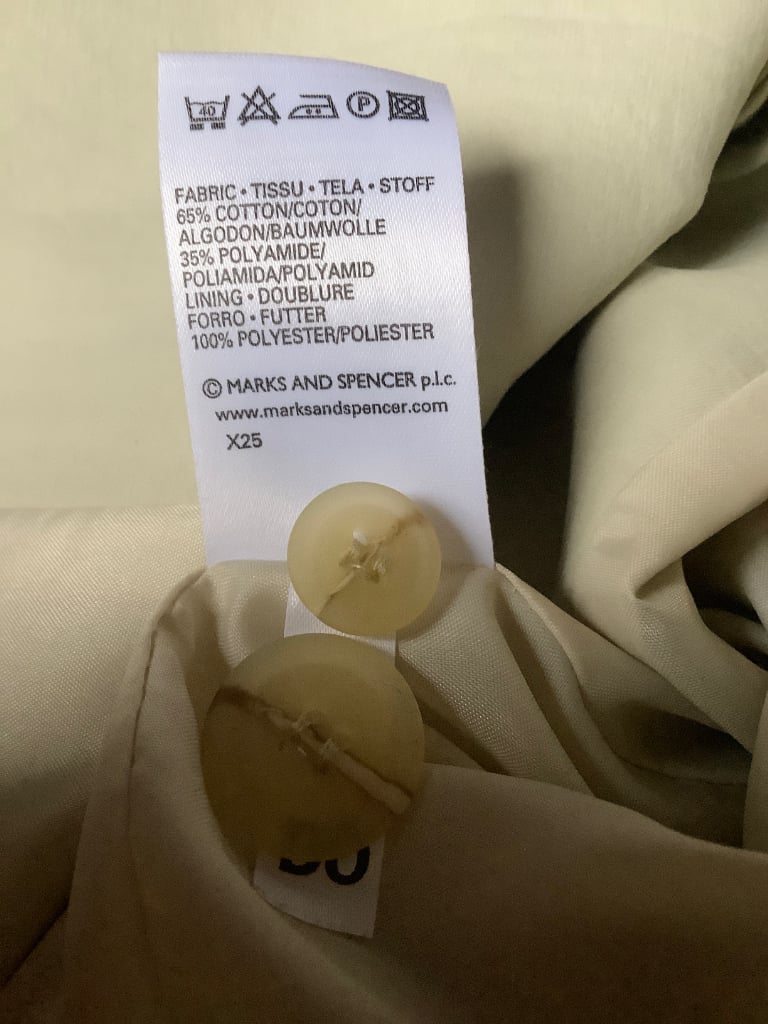 40 P
FABRIC • TISSU • TELA • STOFF
65% COTTON/COTON/
ALGODON/BAUMWOLLE
35% POLYAMIDE/
POLIAMIDA/POLYAMID
LINING • DOUBLURE
FORRO • FUTTER
100% POLYESTER/POLIESTER
© MARKS AND SPENCER p.l.c.
www.marksandspencer.com
X25